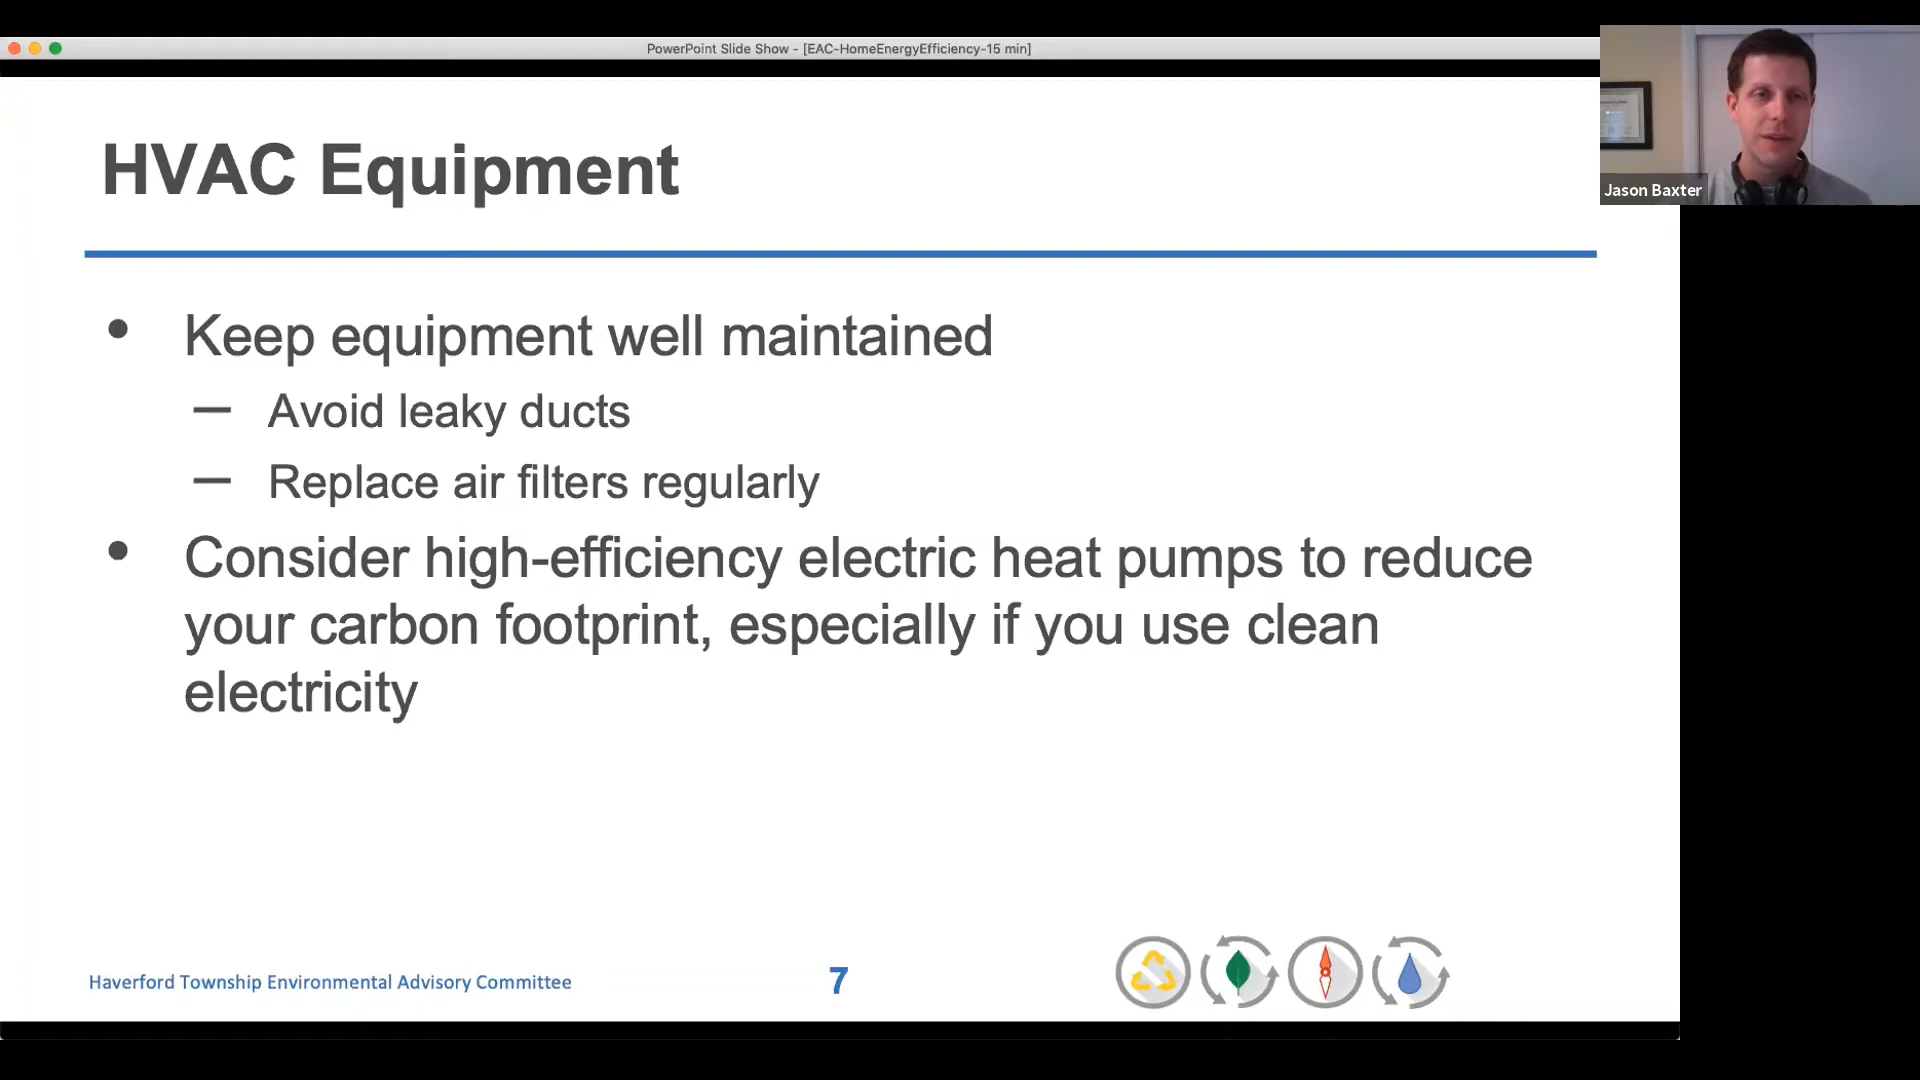 PowerPoint Slide Show - [EAC-HomeEnergyEfficiency-15 min]
HVAC Equipment
Jason Baxter
• Keep equipment well maintained
– Avoid leaky ducts
– Replace air filters regularly
• Consider high-efficiency electric heat pumps to reduce
your carbon footprint, especially if you use clean
electricity
Haverford Township Environmental Advisory Committee
7